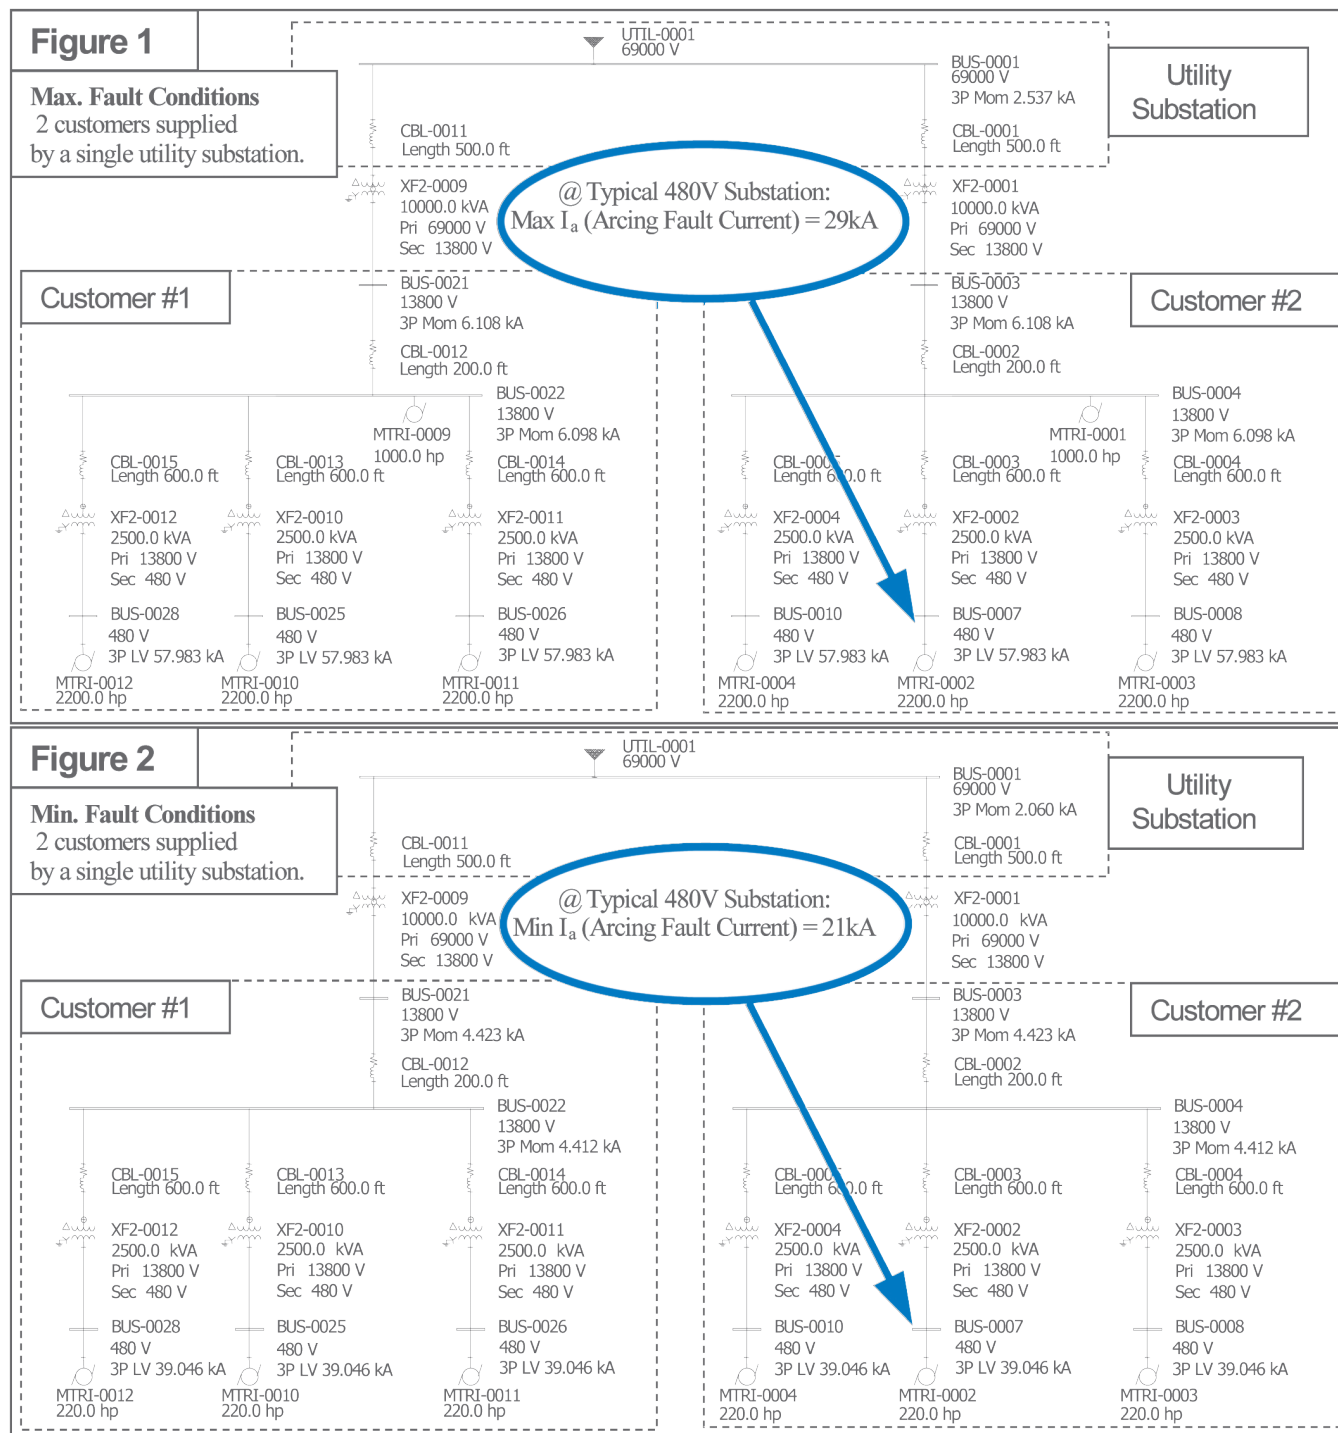 Figure 1
Max. Fault Conditions
2 customers supplied
by a single utility substation.
UTIL-0001
69000 V
BUS-0001
69000 V
3P Mom 2.537 kA
Utility
Substation
CBL-0011
Length 500.0 ft
CBL-0001
Length 500.0 ft
XF2-0009
10000.0 kVA
Pri 69000 V
Sec 13800 V
@ Typical 480V Substation:
Max Ia (Arcing Fault Current) = 29kA
XF2-0001
10000.0 kVA
Pri 69000 V
Sec 13800 V
Customer #1
BUS-0021
13800 V
3P Mom 6.108 kA
BUS-0003
13800 V
3P Mom 6.108 kA
Customer #2
CBL-0012
Length 200.0 ft
CBL-0002
Length 200.0 ft
BUS-0022
13800 V
3P Mom 6.098 kA
BUS-0004
13800 V
3P Mom 6.098 kA
MTRI-0009
1000.0 hp
MTRI-0001
1000.0 hp
CBL-0015
Length 600.0 ft
CBL-0013
Length 600.0 ft
CBL-0014
Length 600.0 ft
Length 600.0 ft
CBL-0003
Length 600.0 ft
CBL-0004
Length 600.0 ft
XF2-0012
2500.0 kVA
Pri 13800 V
Sec 480 V
XF2-0010
2500.0 kVA
Pri 13800 V
Sec 480 V
XF2-0011
2500.0 kVA
Pri 13800 V
Sec 480 V
XF2-0004
2500.0 kVA
Pri 13800 V
Sec 480 V
XF2-0002
2500.0 kVA
Pri 13800 V
Sec 480 V
XF2-0003
2500.0 kVA
Pri 13800 V
Sec 480 V
BUS-0028
480 V
3P LV 57.983 kA
BUS-0025
480 V
3P LV 57.983 kA
BUS-0026
480 V
3P LV 57.983 kA
BUS-0010
480 V
3P LV 57.983 kA
BUS-0007
480 V
3P LV 57.983 kA
BUS-0008
480 V
3P LV 57.983 kA
MTRI-0012
2200.0 hp
MTRI-0010
2200.0 hp
MTRI-0011
2200.0 hp
MTRI-0004
2200.0 hp
MTRI-0002
2200.0 hp
MTRI-0003
2200.0 hp
Figure 2
Min. Fault Conditions
2 customers supplied
by a single utility substation.
UTIL-0001
69000 V
BUS-0001
69000 V
3P Mom 2.060 kA
Utility
Substation
CBL-0011
Length 500.0 ft
CBL-0001
Length 500.0 ft
XF2-0009
10000.0 kVA
Pri 69000 V
Sec 13800 V
@ Typical 480V Substation:
Min Ia (Arcing Fault Current) = 21kA
XF2-0001
10000.0 kVA
Pri 69000 V
Sec 13800 V
Customer #1
BUS-0021
13800 V
3P Mom 4.423 kA
BUS-0003
13800 V
3P Mom 4.423 kA
Customer #2
CBL-0012
Length 200.0 ft
CBL-0002
Length 200.0 ft
BUS-0022
13800 V
3P Mom 4.412 kA
BUS-0004
13800 V
3P Mom 4.412 kA
CBL-0015
Length 600.0 ft
CBL-0013
Length 600.0 ft
CBL-0014
Length 600.0 ft
Length 600.0 ft
CBL-0003
Length 600.0 ft
CBL-0004
Length 600.0 ft
XF2-0012
2500.0 kVA
Pri 13800 V
Sec 480 V
XF2-0010
2500.0 kVA
Pri 13800 V
Sec 480 V
XF2-0011
2500.0 kVA
Pri 13800 V
Sec 480 V
XF2-0004
2500.0 kVA
Pri 13800 V
Sec 480 V
XF2-0002
2500.0 kVA
Pri 13800 V
Sec 480 V
XF2-0003
2500.0 kVA
Pri 13800 V
Sec 480 V
BUS-0028
480 V
3P LV 39.046 kA
BUS-0025
480 V
3P LV 39.046 kA
BUS-0026
480 V
3P LV 39.046 kA
BUS-0010
480 V
3P LV 39.046 kA
BUS-0007
480 V
3P LV 39.046 kA
BUS-0008
480 V
3P LV 39.046 kA
MTRI-0012
220.0 hp
MTRI-0010
220.0 hp
MTRI-0011
220.0 hp
MTRI-0004
220.0 hp
MTRI-0002
220.0 hp
MTRI-0003
220.0 hp